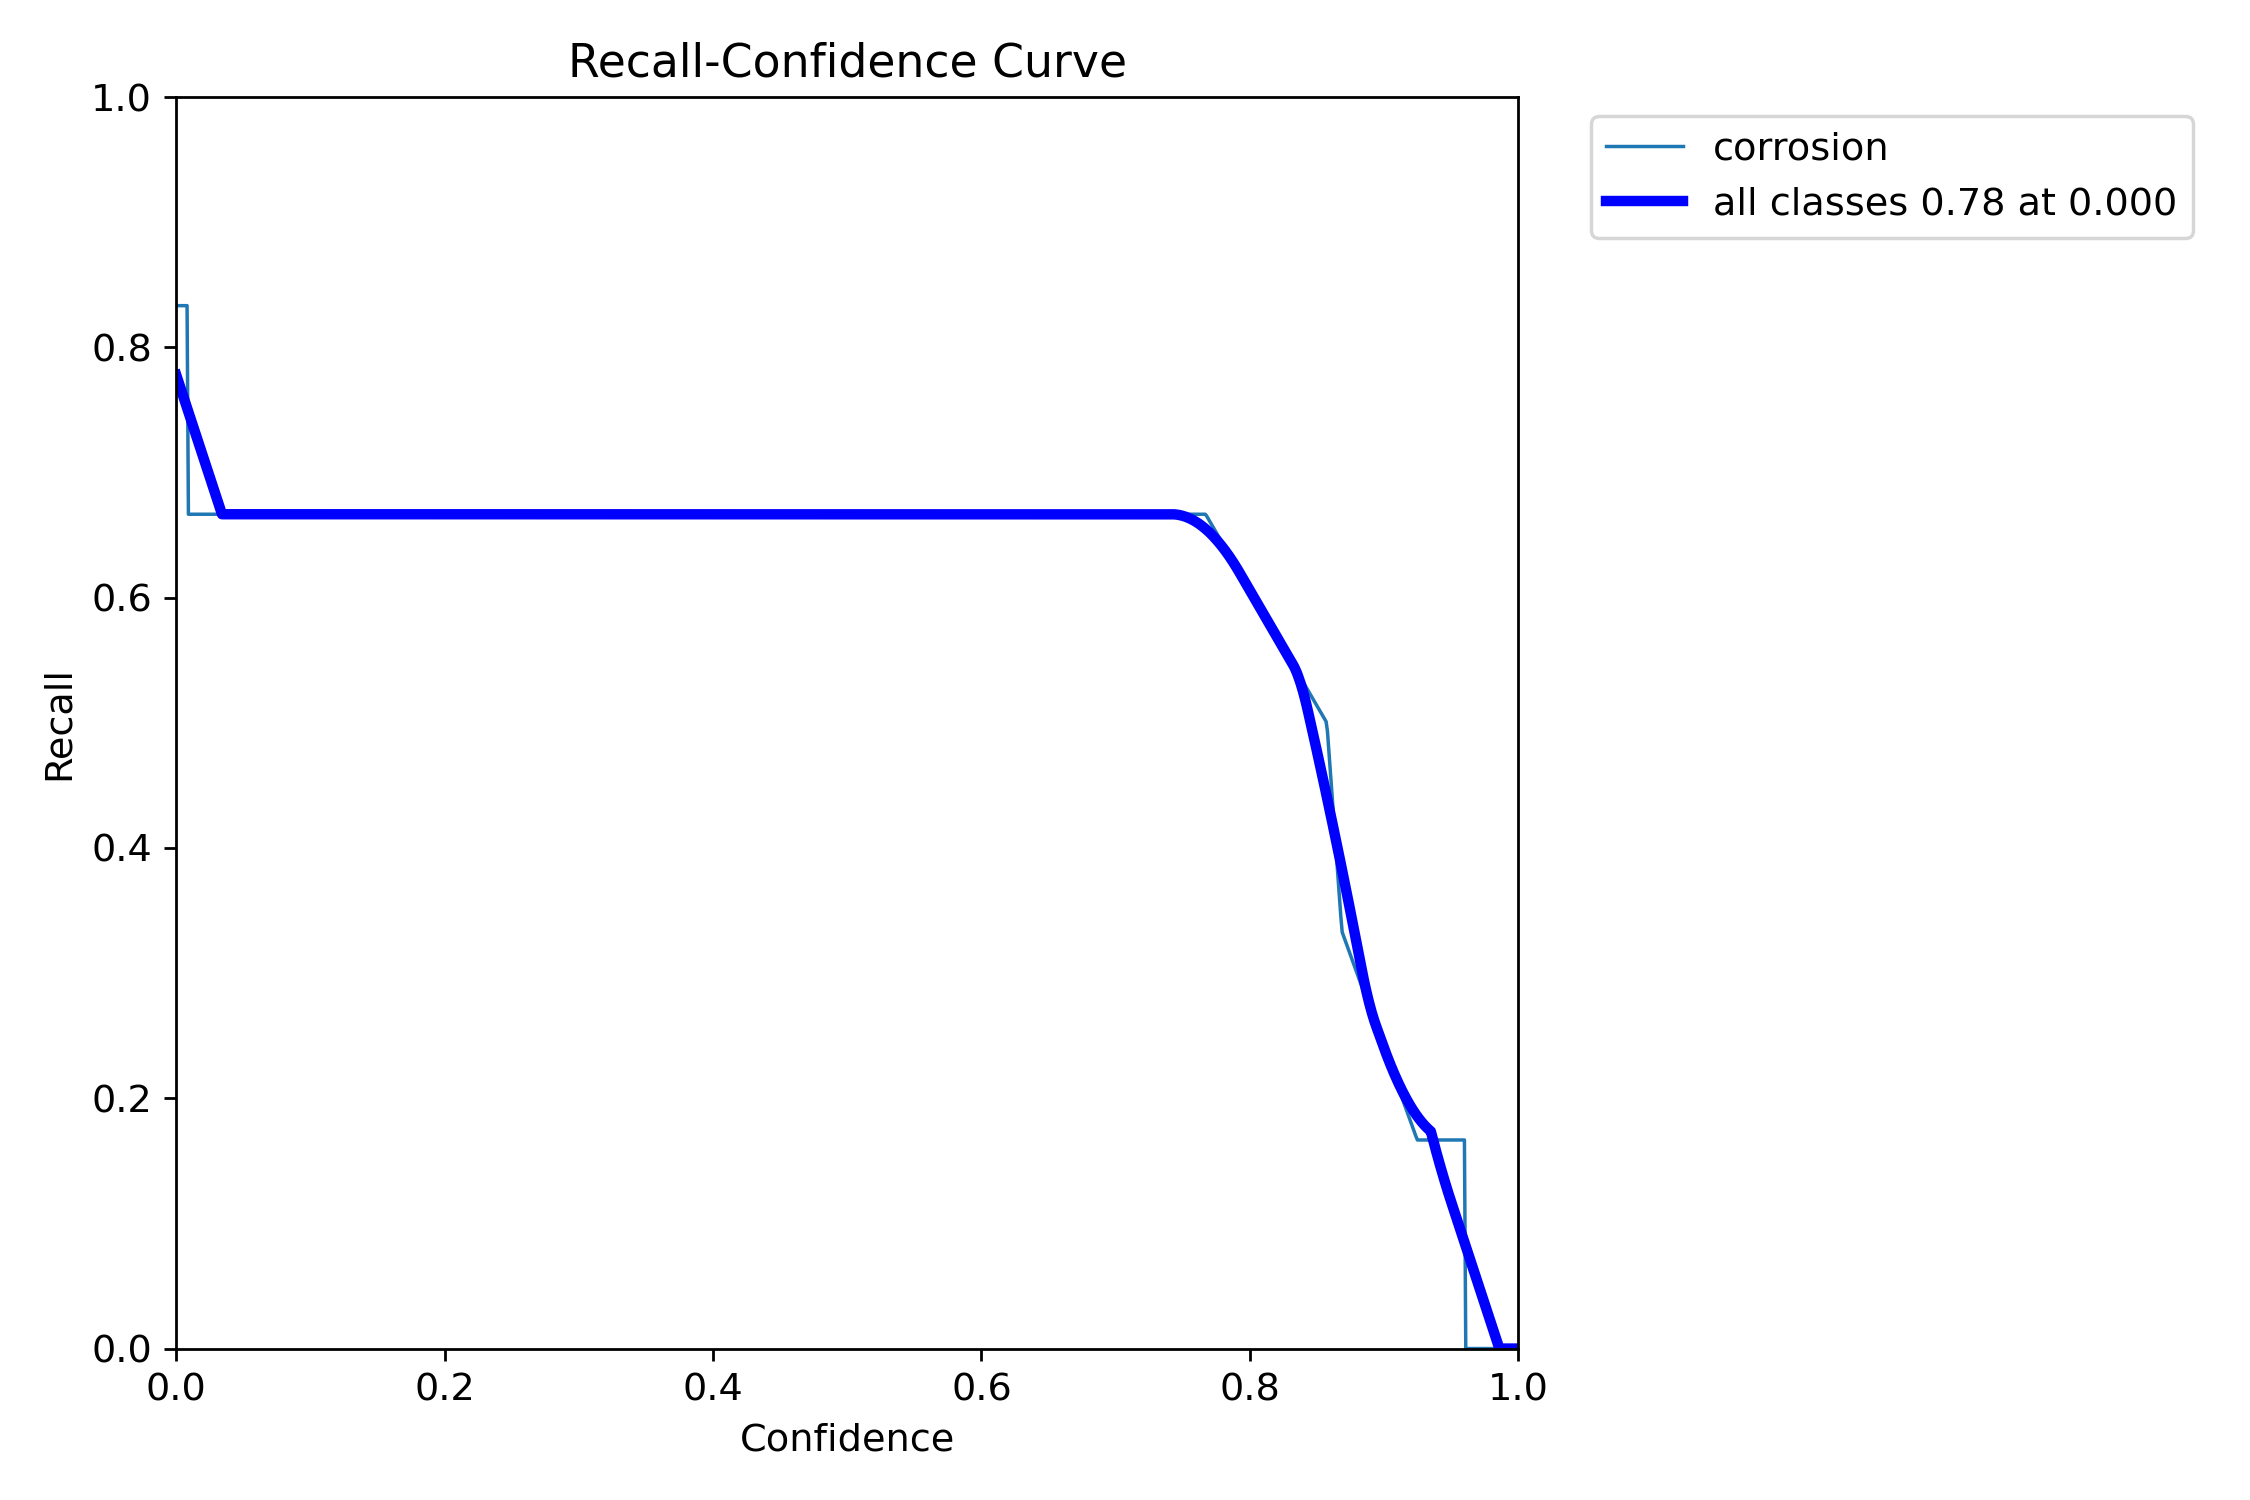 Recall-Confidence Curve
1.0
0.8
0.6
0.4
0.2
0.0
Recall
0.0 0.2 0.4 0.6 0.8 1.0
Confidence
corrosion
all classes 0.78 at 0.000